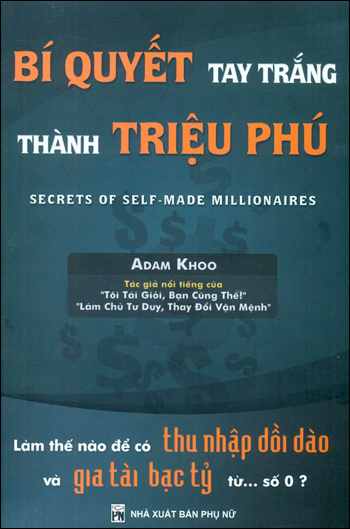 BÍ QUYẾT TAY TRẮNG
THÀNH TRIỆU PHÚ
SECRETS OF SELF-MADE MILLIONAIRES
ADAM KHOO
Tác giả nổi tiếng của
"Tôi Tài Giỏi, Bạn Cũng Thế!"
"Làm Chủ Tư Duy, Thay Đổi Vận Mệnh"
Làm thế nào để có thu nhập dồi dào
và gia tài bạc tỷ từ... số 0 ?
PN NHÀ XUẤT BẢN PHỤ NỮ